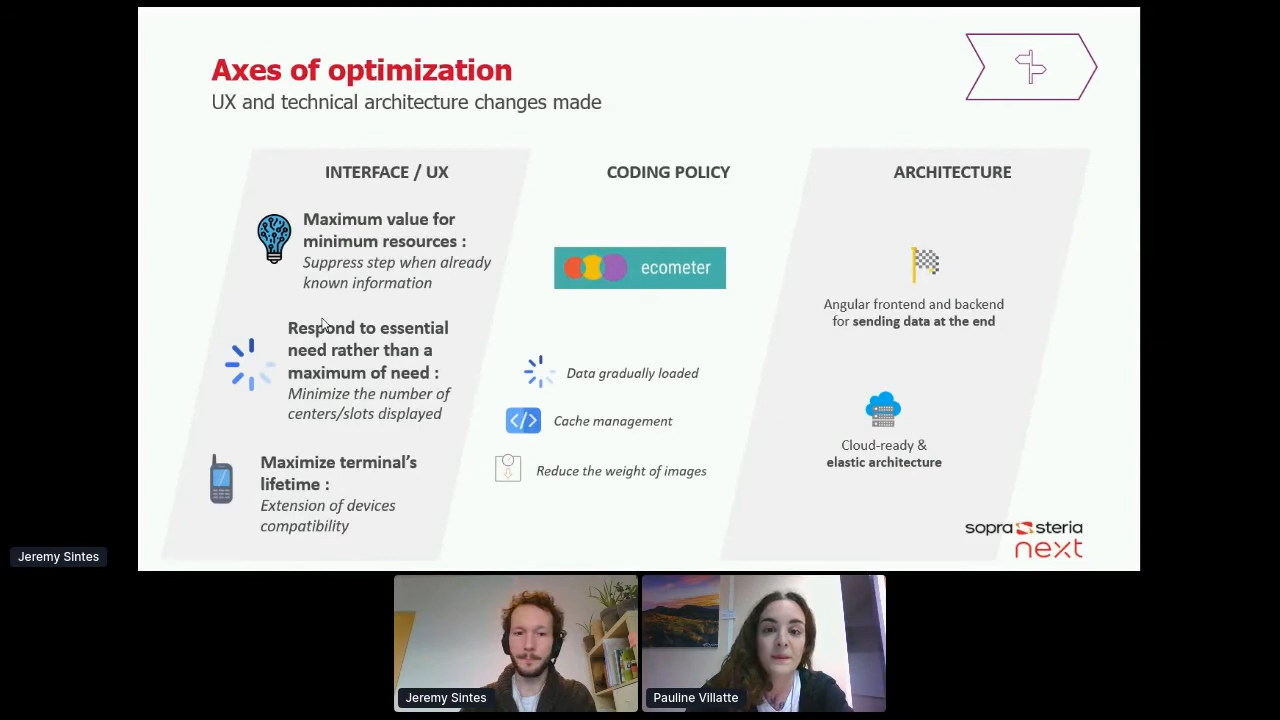 Axes of optimization
UX and technical architecture changes made
INTERFACE / UX
Maximum value for
minimum resources :
Suppress step when already
known information
Respond to essential
need rather than a
maximum of need :
Minimize the number of
centers/slots displayed
Maximize terminal's
lifetime :
Extension of devices
compatibility
CODING POLICY
ecometer
Data gradually loaded
Cache management
Reduce the weight of images
ARCHITECTURE
Angular frontend and backend
for sending data at the end
Cloud-ready &
elastic architecture
sopra steria
next
Jeremy Sintes
Jeremy Sintes
Pauline Villatte